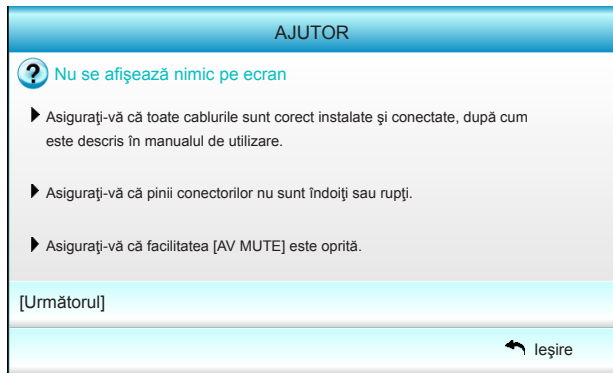 AJUTOR
? Nu se afişează nimic pe ecran
Asiguraţi-vă că toate cablurile sunt corect instalate şi conectate, după cum
este descris în manualul de utilizare.
Asiguraţi-vă că pinii conectorilor nu sunt îndoiţi sau rupţi.
Asiguraţi-vă că facilitatea [AV MUTE] este oprită.
[Următorul]
Ieşire